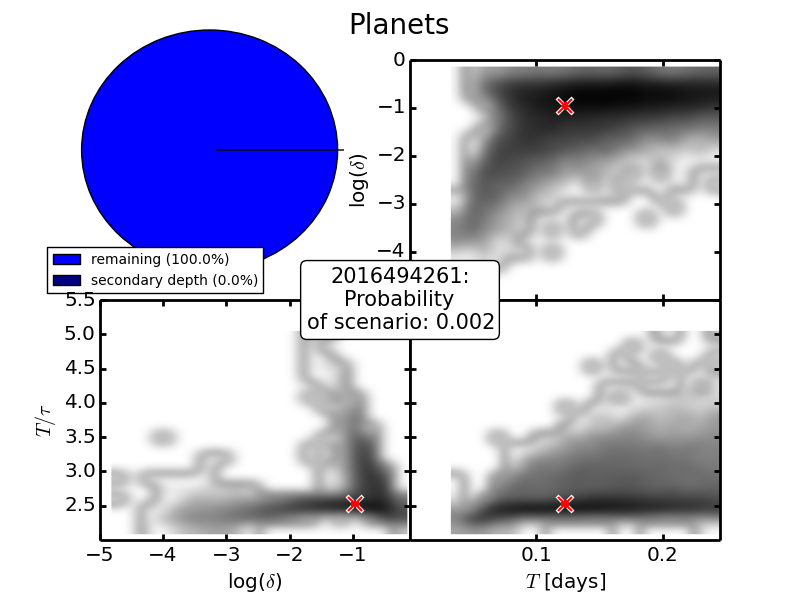 Planets
remaining (100.0%)
secondary depth (0.0%)
0
−1
−2
−3
−4
log(δ)
2016494261:
Probability
of scenario: 0.002
5.5
5.0
4.5
4.0
3.5
3.0
2.5
T/τ
−5 −4 −3 −2 −1
log(δ)
0.1 0.2
T [days]